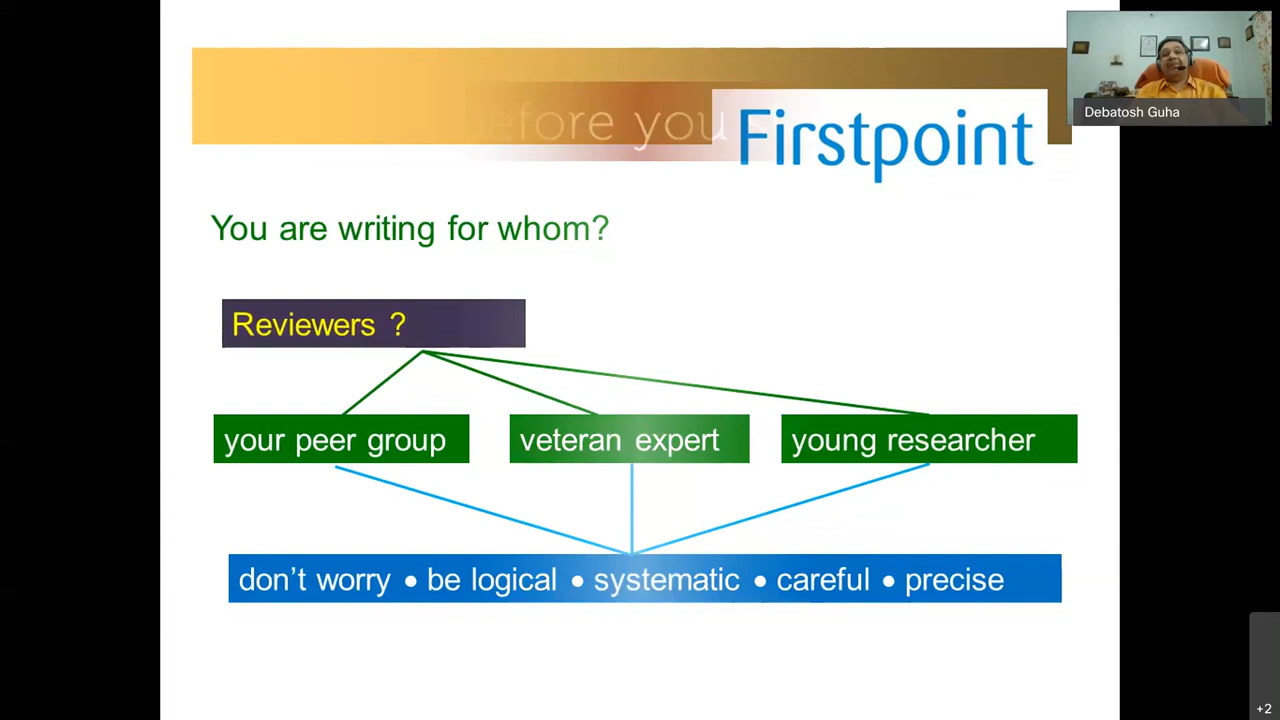 efore you
Firstpoint
Debatosh Guha
You are writing for whom?
Reviewers ?
your peer group
veteran expert
young researcher
don't worry • be logical • systematic • careful • precise
+2